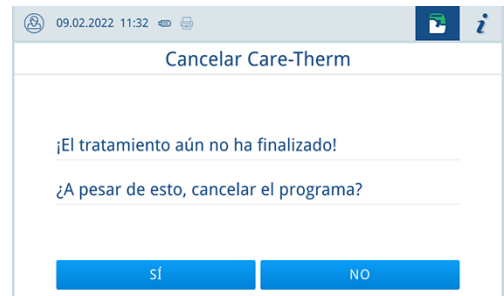 09.02.2022 11:32
i
Cancelar Care-Therm
¡El tratamiento aún no ha finalizado!
¿A pesar de esto, cancelar el programa?
SÍ
NO